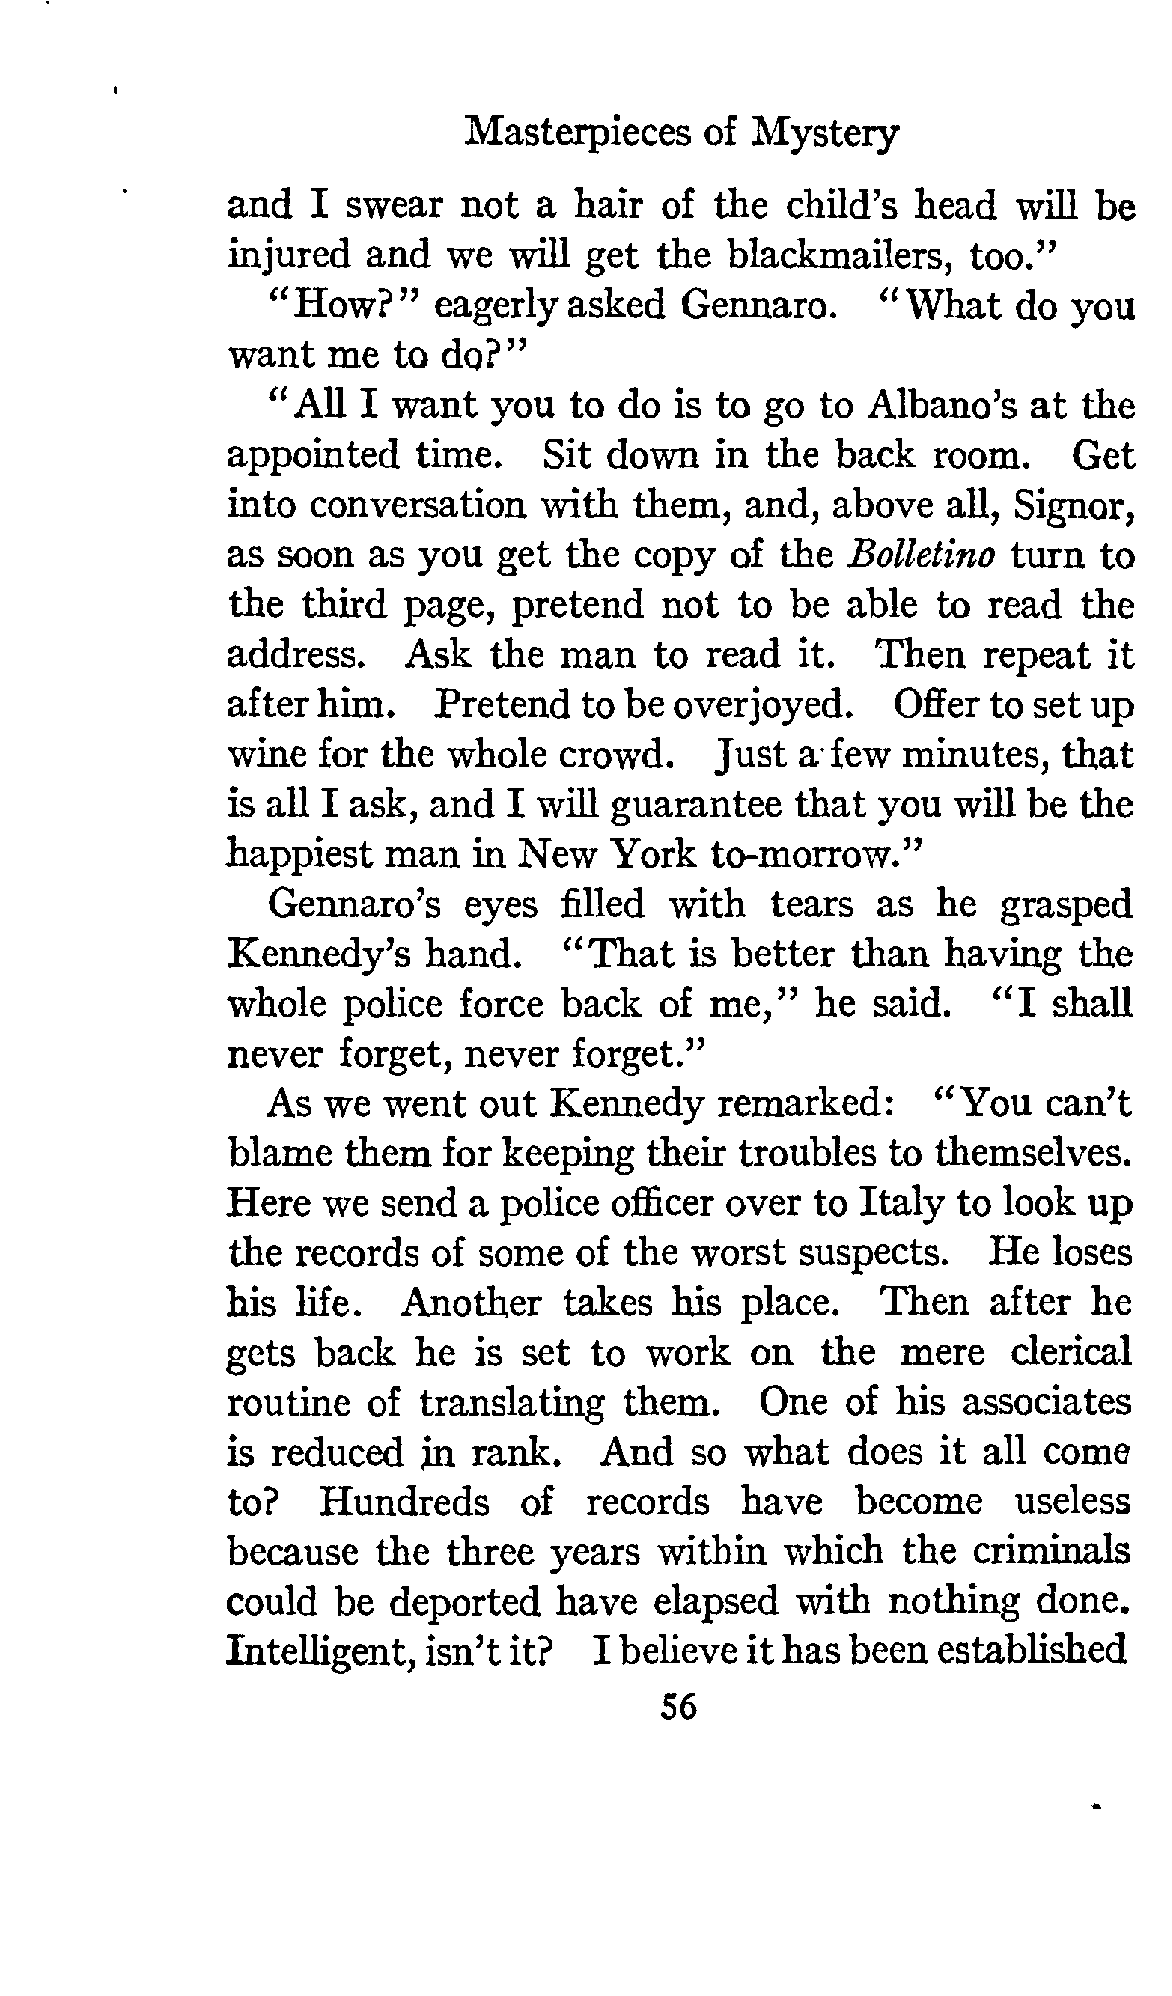 Masterpieces of Mystery
and I swear not a hair of the child's head will be
injured and we will get the blackmailers, too."
"How?" eagerly asked Gennaro. "What do you
want me to do?"
"All I want you to do is to go to Albano's at the
appointed time. Sit down in the back room. Get
into conversation with them, and, above all, Signor,
as soon as you get the copy of the Bolletino turn to
the third page, pretend not to be able to read the
address. Ask the man to read it. Then repeat it
after him. Pretend to be overjoyed. Offer to set up
wine for the whole crowd. Just a few minutes, that
is all I ask, and I will guarantee that you will be the
happiest man in New York to-morrow."
Gennaro's eyes filled with tears as he grasped
Kennedy's hand. "That is better than having the
whole police force back of me," he said. "I shall
never forget, never forget."
As we went out Kennedy remarked: "You can't
blame them for keeping their troubles to themselves.
Here we send a police officer over to Italy to look up
the records of some of the worst suspects. He loses
his life. Another takes his place. Then after he
gets back he is set to work on the mere clerical
routine of translating them. One of his associates
is reduced in rank. And so what does it all come
to? Hundreds of records have become useless
because the three years within which the criminals
could be deported have elapsed with nothing done.
Intelligent, isn't it? I believe it has been established
56